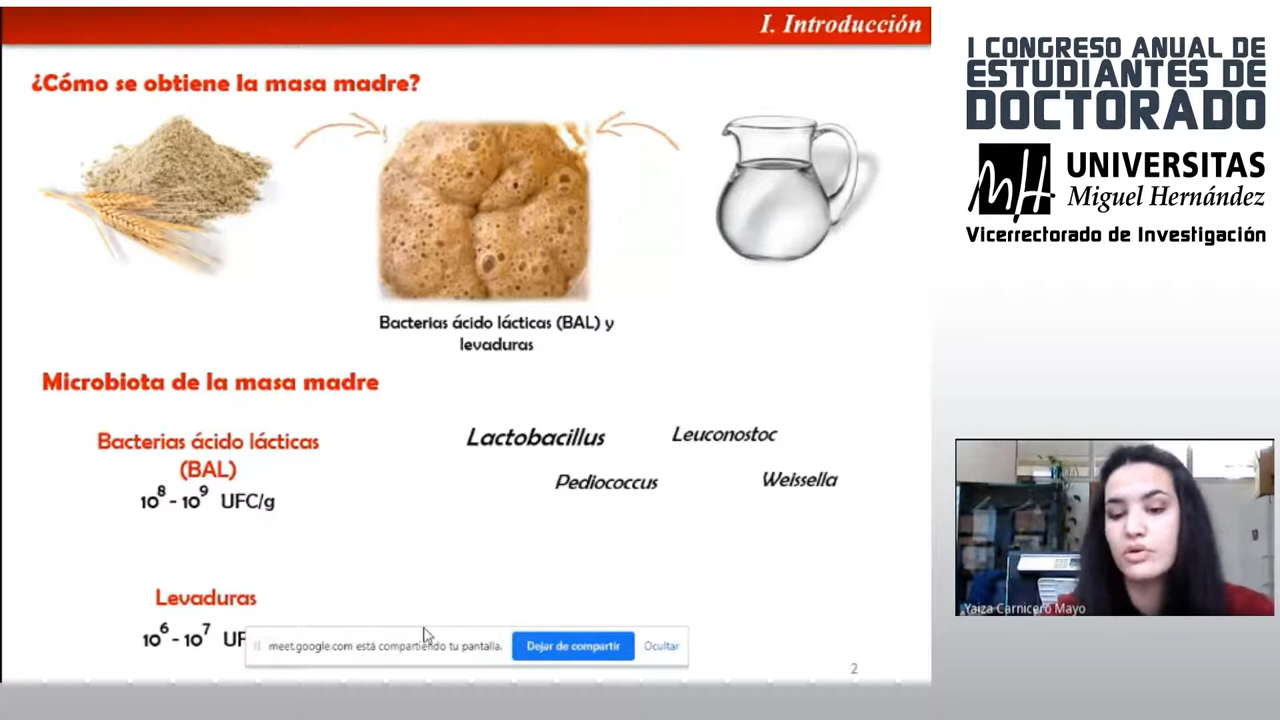 I. Introducción
¿Cómo se obtiene la masa madre?
Bacterias ácido lácticas (BAL) y
levaduras
Microbiota de la masa madre
Bacterias ácido lácticas
(BAL)
10⁸ - 10⁹ UFC/g
Lactobacillus
Leuconostoc
Pediococcus
Weissella
Levaduras
10⁶ - 10⁷ UF
meet.google.com está compartiendo tu pantalla.
Dejar de compartir
Ocultar
2
I CONGRESO ANUAL DE
ESTUDIANTES DE
DOCTORADO
UNIVERSITAS
Miguel Hernández
Vicerrectorado de Investigación
Yaiza Carnicero Mayo